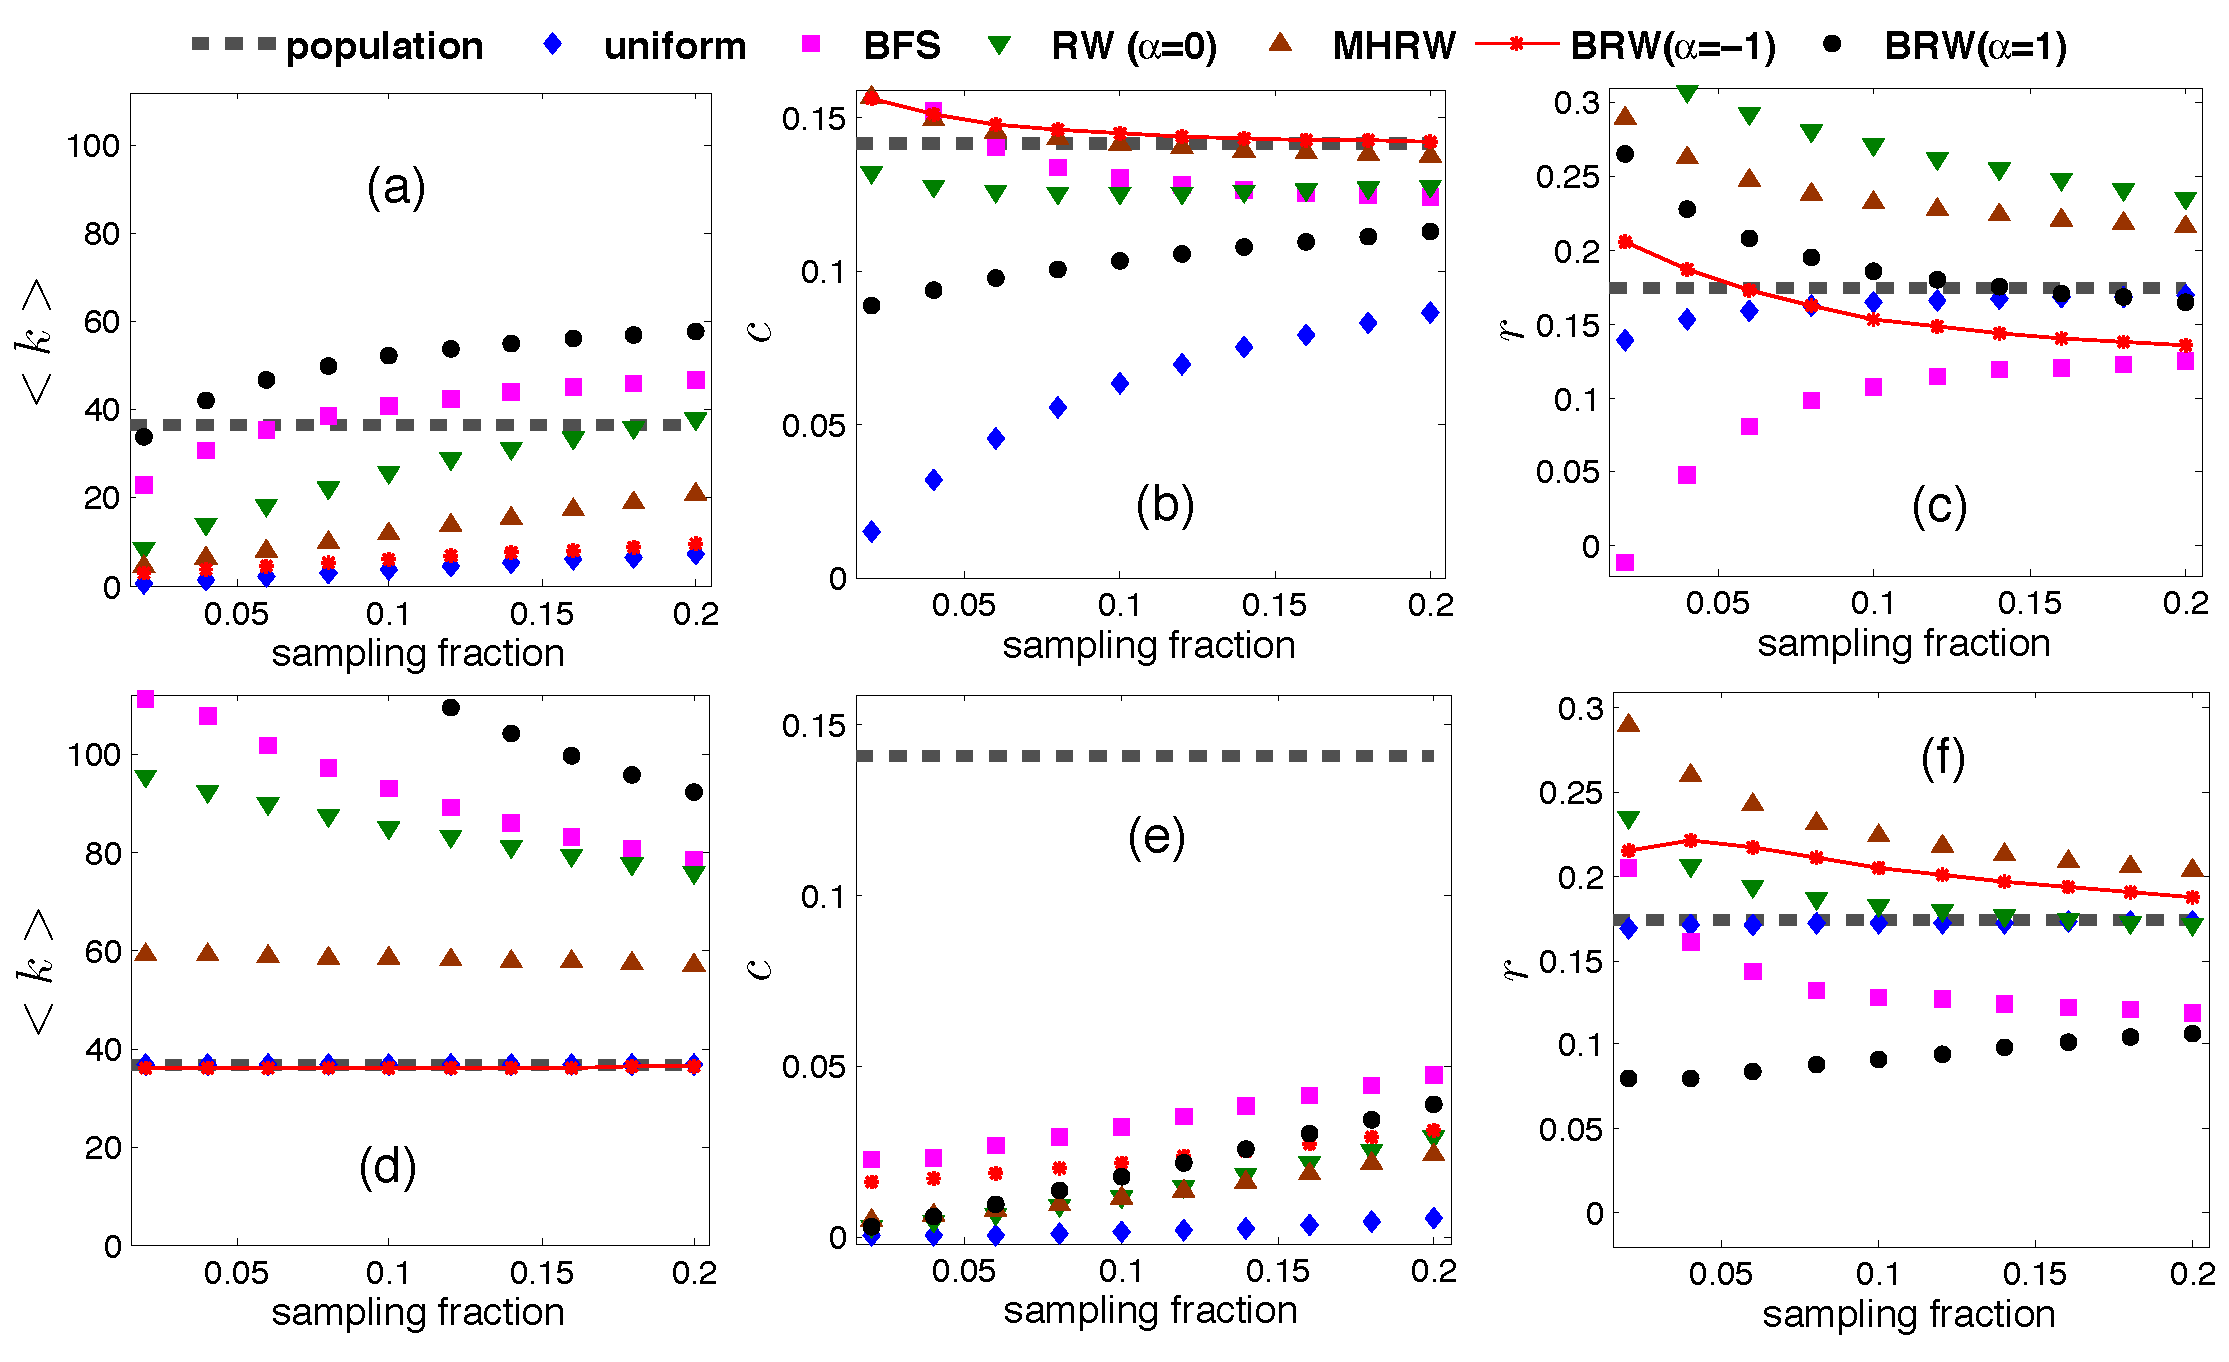 population uniform BFS RW (α=0) MHRW BRW(α=−1) BRW(α=1)
(a)
100
80
60
40
20
0
0.05 0.1 0.15 0.2
< k >
sampling fraction
(b)
0.15
0.1
0.05
0
0.05 0.1 0.15 0.2
c
sampling fraction
(c)
0.3
0.25
0.2
0.15
0.1
0.05
0
0.05 0.1 0.15 0.2
r
sampling fraction
(d)
100
80
60
40
20
0
0.05 0.1 0.15 0.2
< k >
sampling fraction
(e)
0.15
0.1
0.05
0
0.05 0.1 0.15 0.2
c
sampling fraction
(f)
0.3
0.25
0.2
0.15
0.1
0.05
0
0.05 0.1 0.15 0.2
r
sampling fraction